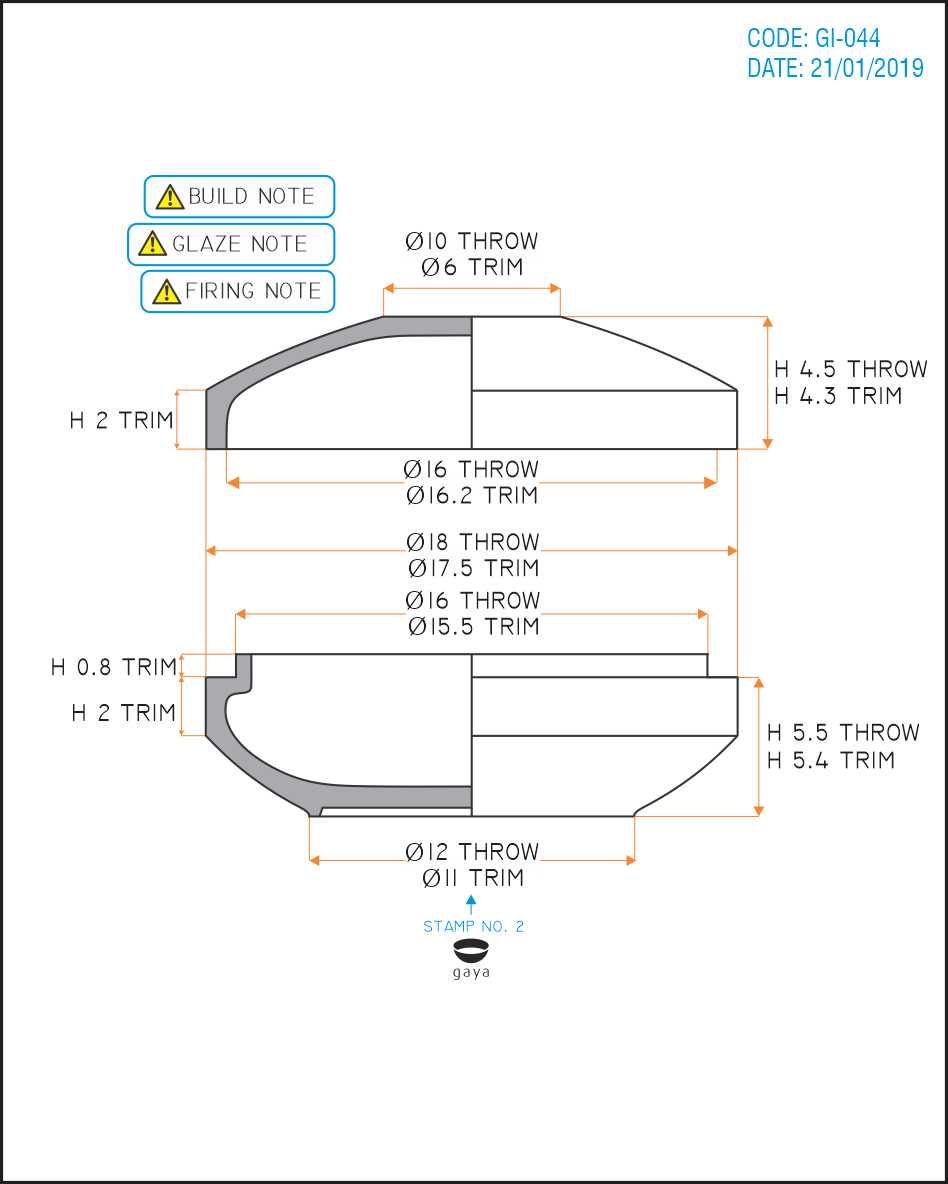 CODE: GI-044
DATE: 21/01/2019
BUILD NOTE
GLAZE NOTE
FIRING NOTE
Ø10 THROW
Ø6 TRIM
H 4.5 THROW
H 4.3 TRIM
H 2 TRIM
Ø16 THROW
Ø16.2 TRIM
Ø18 THROW
Ø17.5 TRIM
Ø16 THROW
Ø15.5 TRIM
H 0.8 TRIM
H 2 TRIM
H 5.5 THROW
H 5.4 TRIM
Ø12 THROW
Ø11 TRIM
STAMP NO. 2
gaya